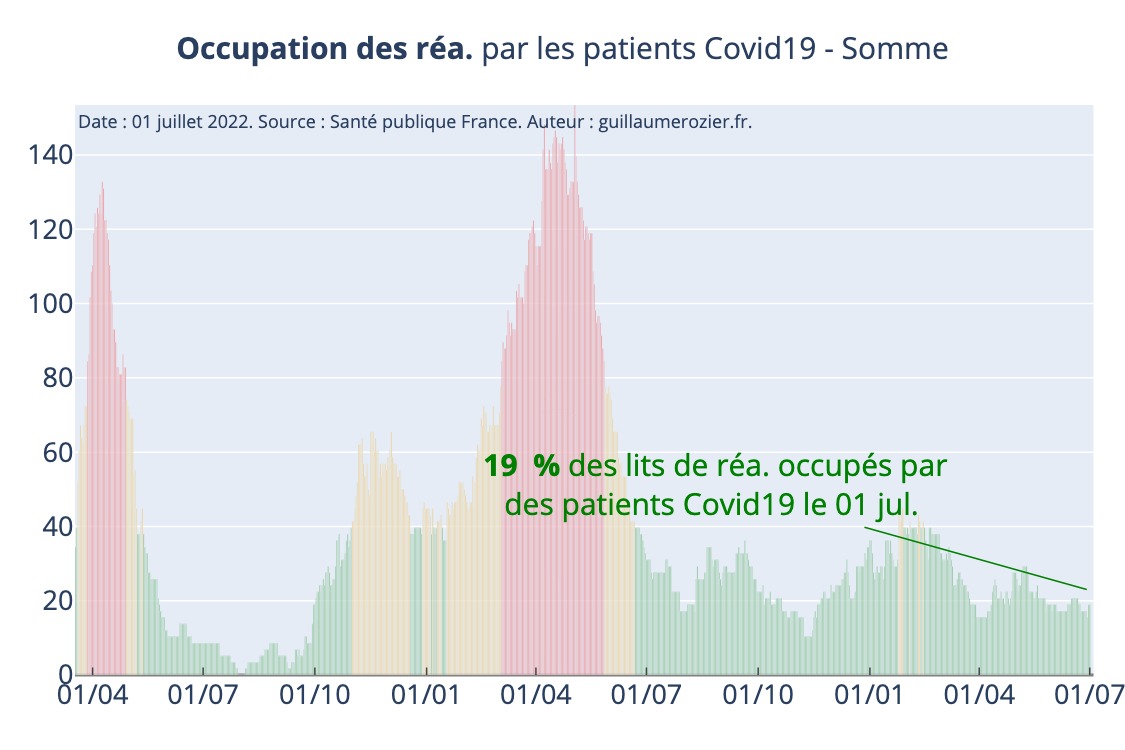 Occupation des réa. par les patients Covid19 - Somme
Date : 01 juillet 2022. Source : Santé publique France. Auteur : guillaumerozier.fr.
140
120
100
80
60
40
20
0
19 % des lits de réa. occupés par
des patients Covid19 le 01 jul.
01/04 01/07 01/10 01/01 01/04 01/07 01/10 01/01 01/04 01/07